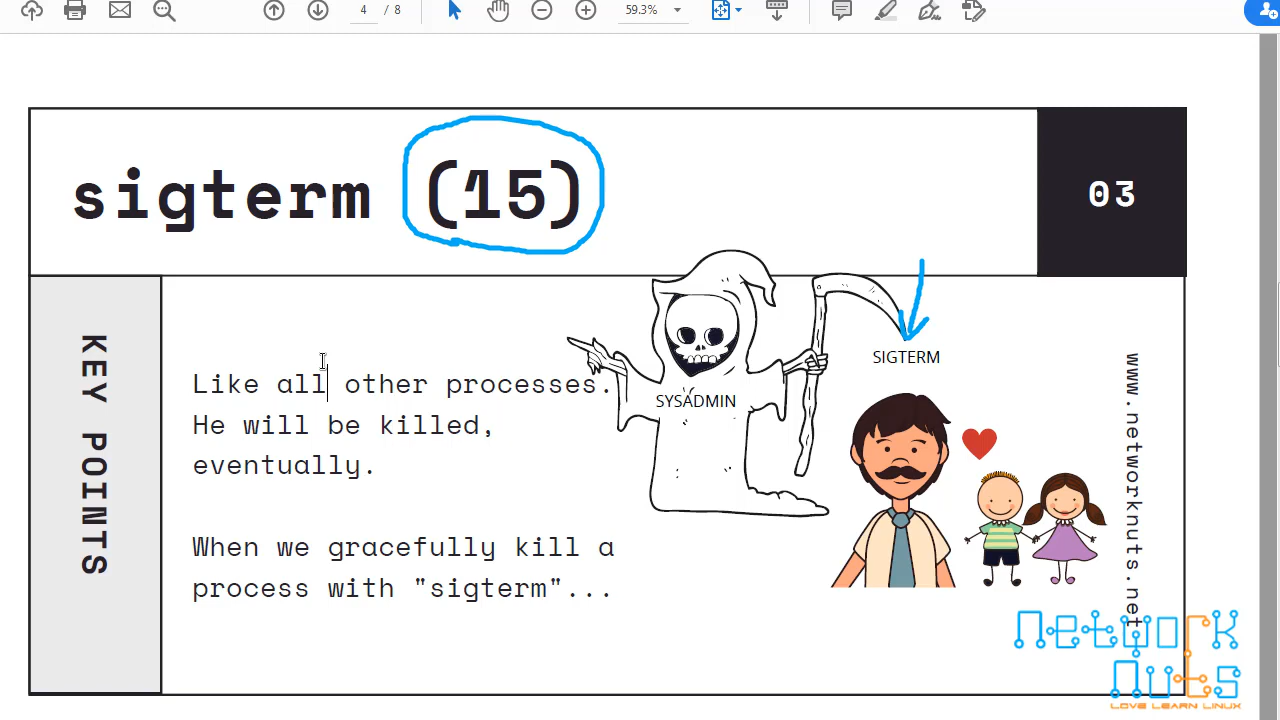 4 / 8
59.3%
sigterm (15)
03
KEY POINTS
Like all other processes.
He will be killed,
eventually.
When we gracefully kill a
process with "sigterm"...
SYSADMIN
SIGTERM
www.networknuts.net
network
nuts
LOVE LEARN LINUX